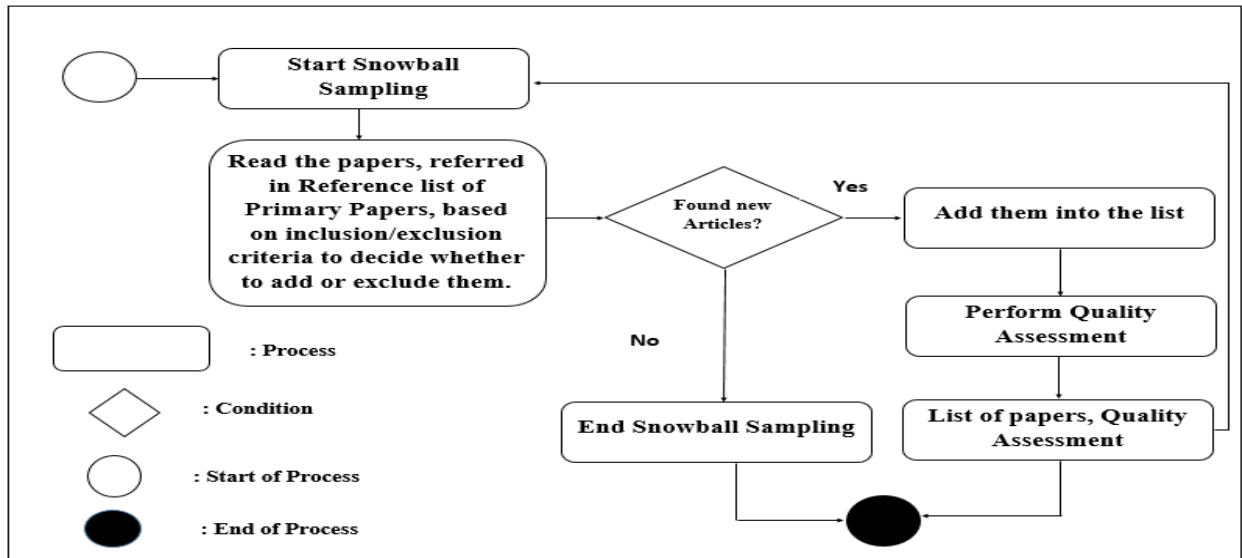 Start Snowball
Sampling
Read the papers, referred
in Reference list of
Primary Papers, based
on inclusion/exclusion
criteria to decide whether
to add or exclude them.
Found new
Articles?
Yes
No
Add them into the list
Perform Quality
Assessment
List of papers, Quality
Assessment
End Snowball Sampling
: Process
: Condition
: Start of Process
: End of Process